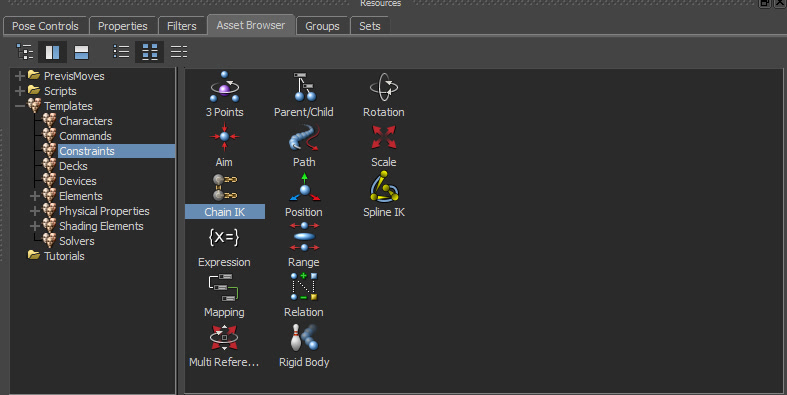 Resources
Pose Controls Properties Filters Asset Browser Groups Sets
PrevisMoves
Scripts
Templates
Characters
Commands
Constraints
Decks
Devices
Elements
Physical Properties
Shading Elements
Solvers
Tutorials
3 Points Parent/Child Rotation
Aim Path Scale
Chain IK Position Spline IK
{x=}
Expression Range
Mapping Relation
Multi Refere... Rigid Body